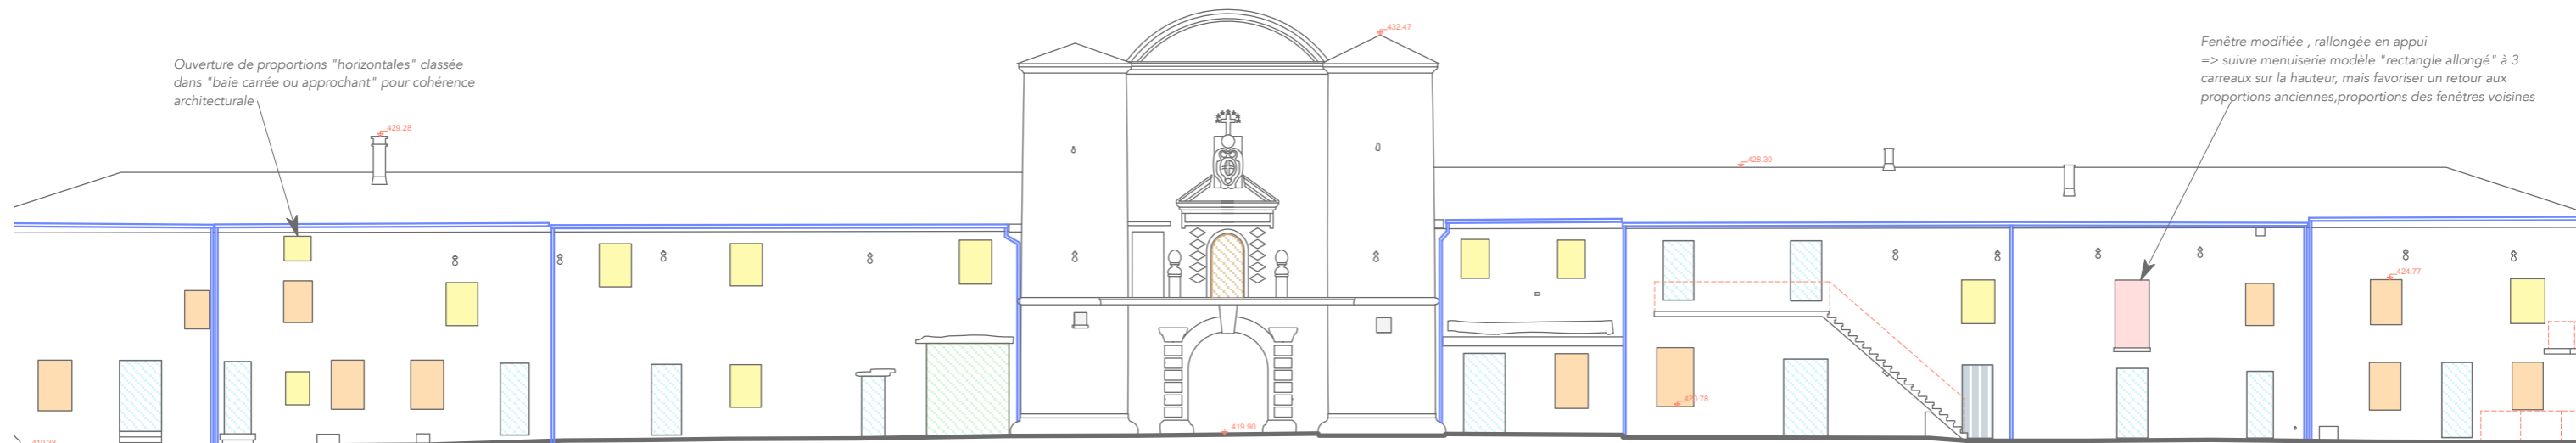 Ouverture de proportions "horizontales" classée
dans "baie carrée ou approchant" pour cohérence
architecturale
Fenêtre modifiée , rallongée en appui
=> suivre menuiserie modèle "rectangle allongé" à 3
carreaux sur la hauteur, mais favoriser un retour aux
proportions anciennes,proportions des fenêtres voisines
432.47
429.28
428.30
424.77
420.78
419.90